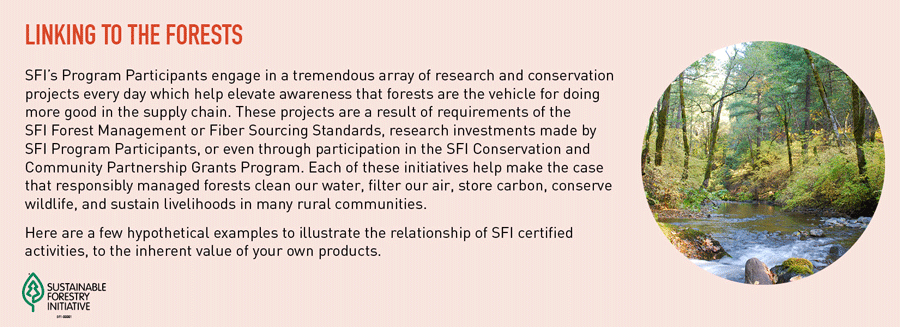 LINKING TO THE FORESTS
SFI's Program Participants engage in a tremendous array of research and conservation
projects every day which help elevate awareness that forests are the vehicle for doing
more good in the supply chain. These projects are a result of requirements of the
SFI Forest Management or Fiber Sourcing Standards, research investments made by
SFI Program Participants, or even through participation in the SFI Conservation and
Community Partnership Grants Program. Each of these initiatives help make the case
that responsibly managed forests clean our water, filter our air, store carbon, conserve
wildlife, and sustain livelihoods in many rural communities.
Here are a few hypothetical examples to illustrate the relationship of SFI certified
activities, to the inherent value of your own products.
SUSTAINABLE
FORESTRY
INITIATIVE